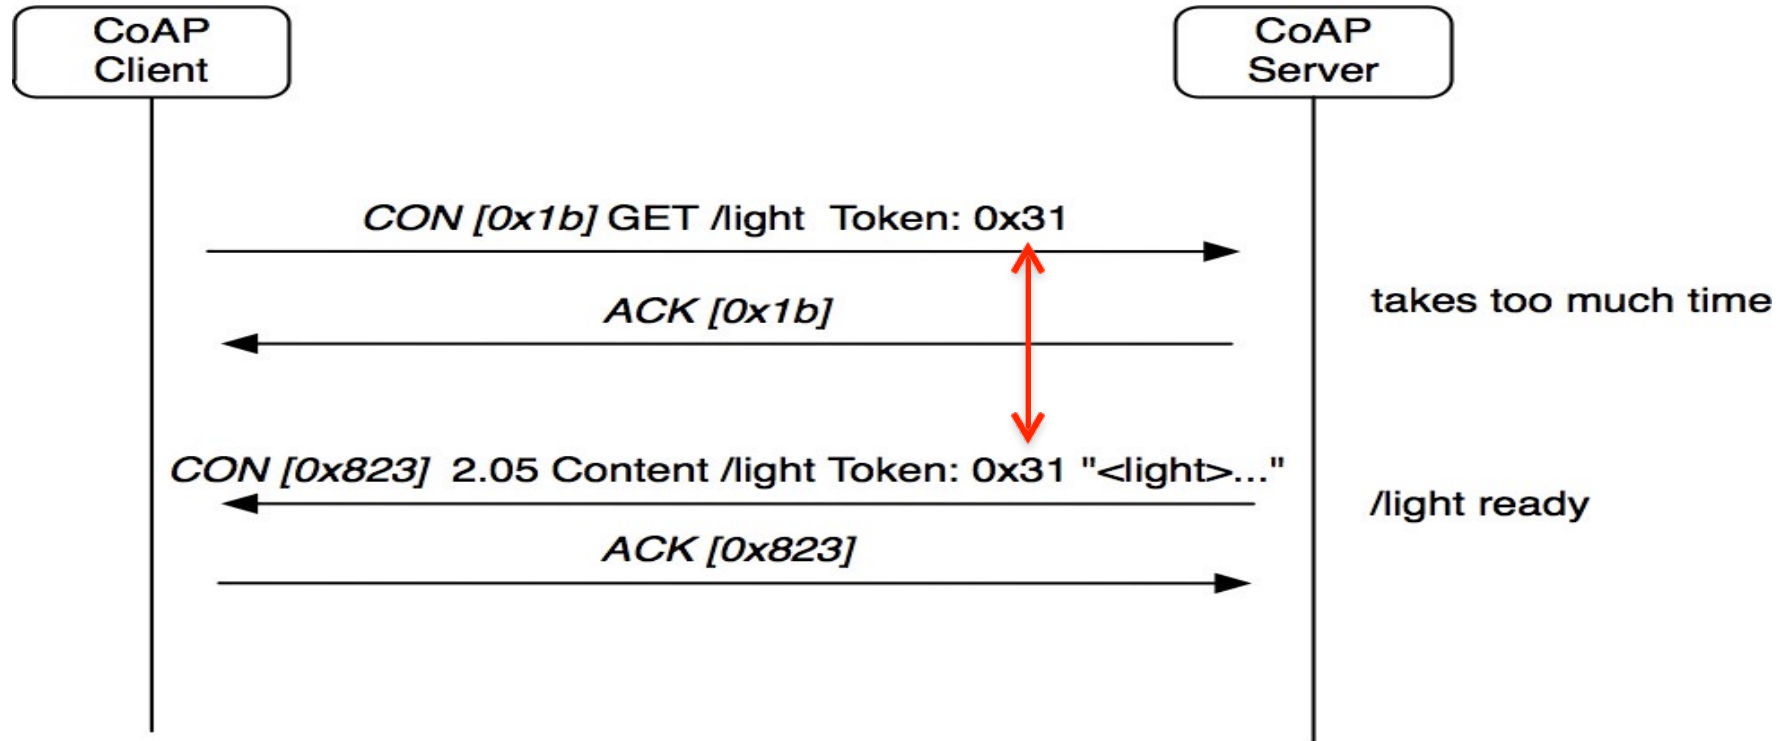 CoAP
Client
CoAP
Server
CON [0x1b] GET /light Token: 0x31
takes too much time
ACK [0x1b]
CON [0x823] 2.05 Content /light Token: 0x31 "<light>..."
/light ready
ACK [0x823]